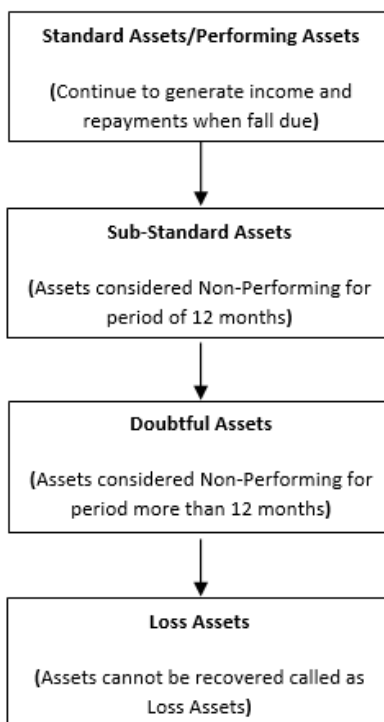 Standard Assets/Performing Assets
(Continue to generate income and
repayments when fall due)
Sub-Standard Assets
(Assets considered Non-Performing for
period of 12 months)
Doubtful Assets
(Assets considered Non-Performing for
period more than 12 months)
Loss Assets
(Assets cannot be recovered called as
Loss Assets)